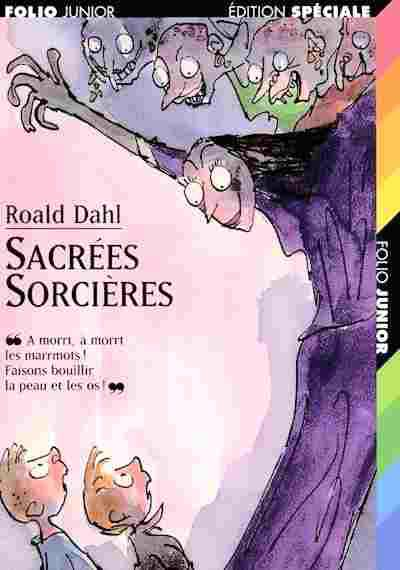 FOLIO JUNIOR ÉDITION SPÉCIALE
Roald Dahl
SACRÉES
SORCIÈRES
❝ A morrt, à morrt
les marrmots!
Faisons bouillir
la peau et les os! ❞
FOLIO JUNIOR